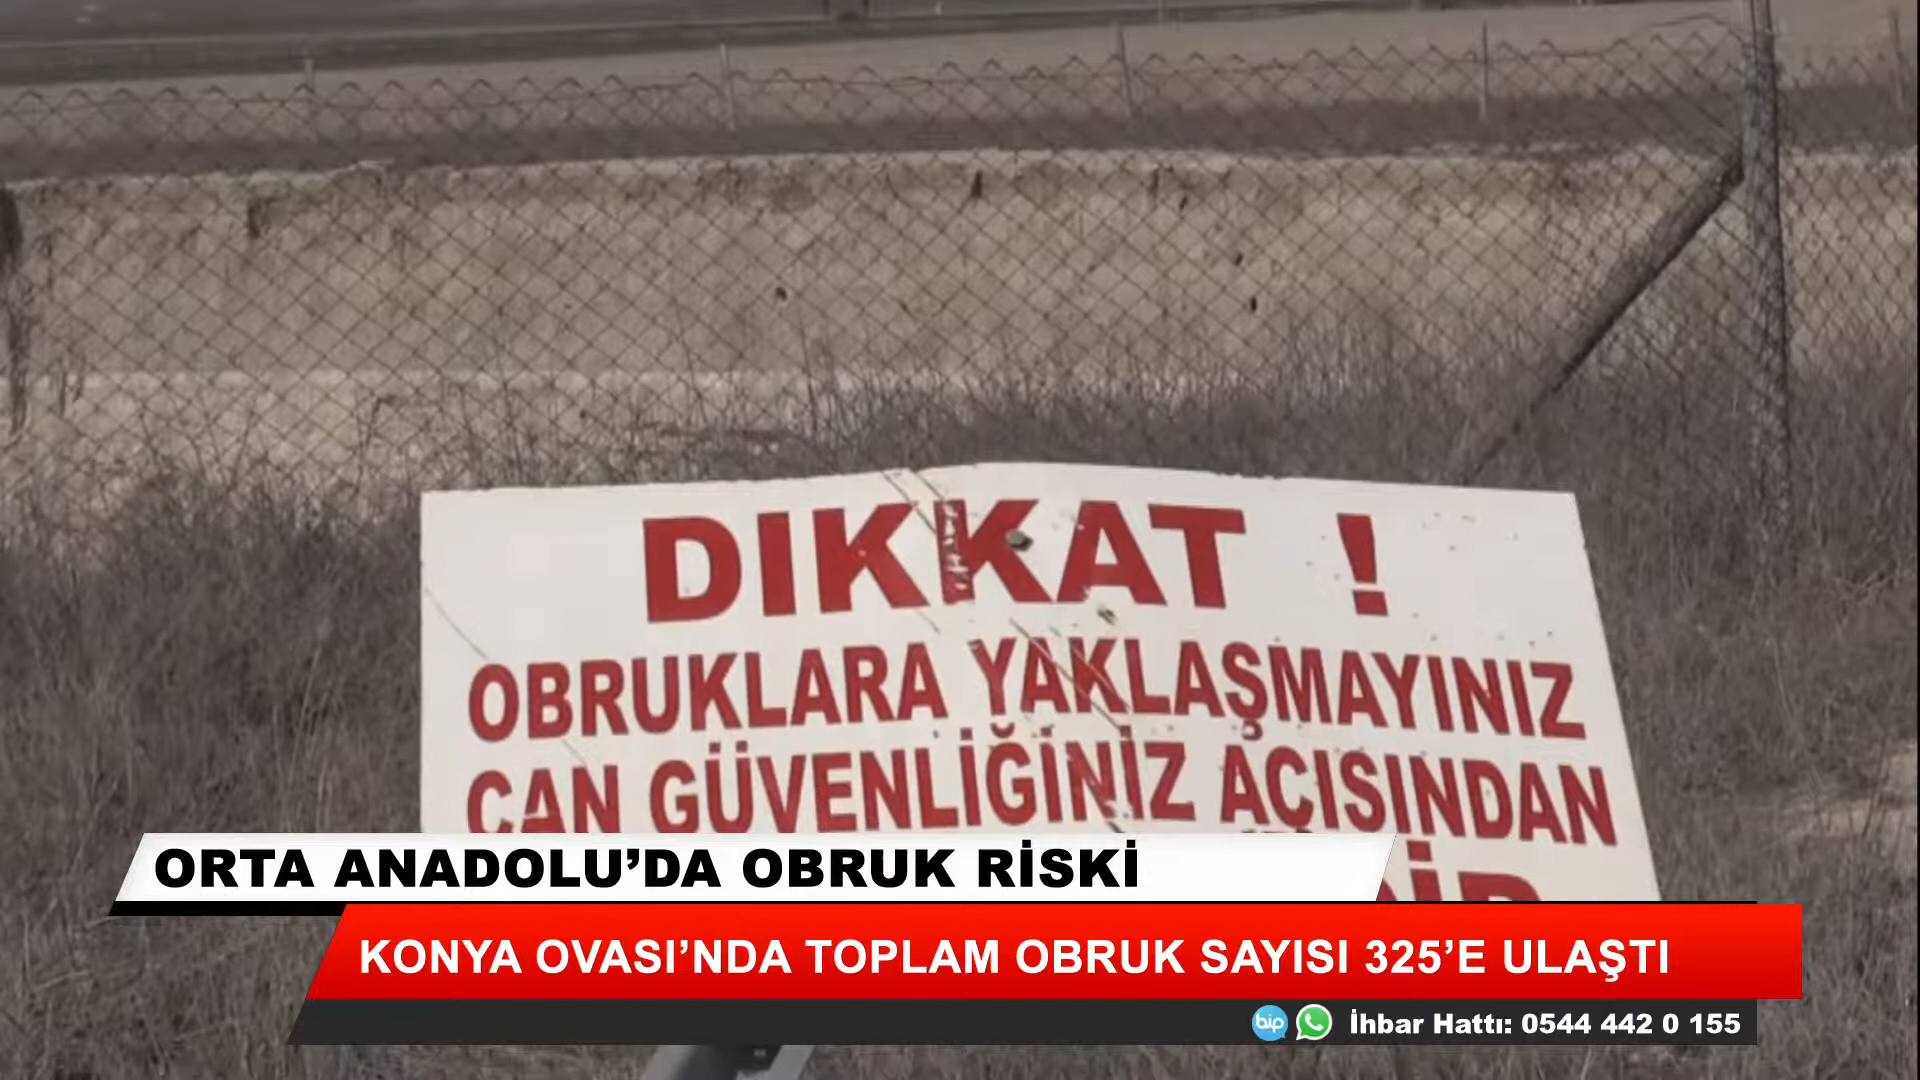 DIKKAT !
OBRUKLARA YAKLAŞMAYINIZ
CAN GÜVENLİĞİNİZ AÇISINDAN
ORTA ANADOLU’DA OBRUK RİSKİ
KONYA OVASI’NDA TOPLAM OBRUK SAYISI 325’E ULAŞTI
bip İhbar Hattı: 0544 442 0 155